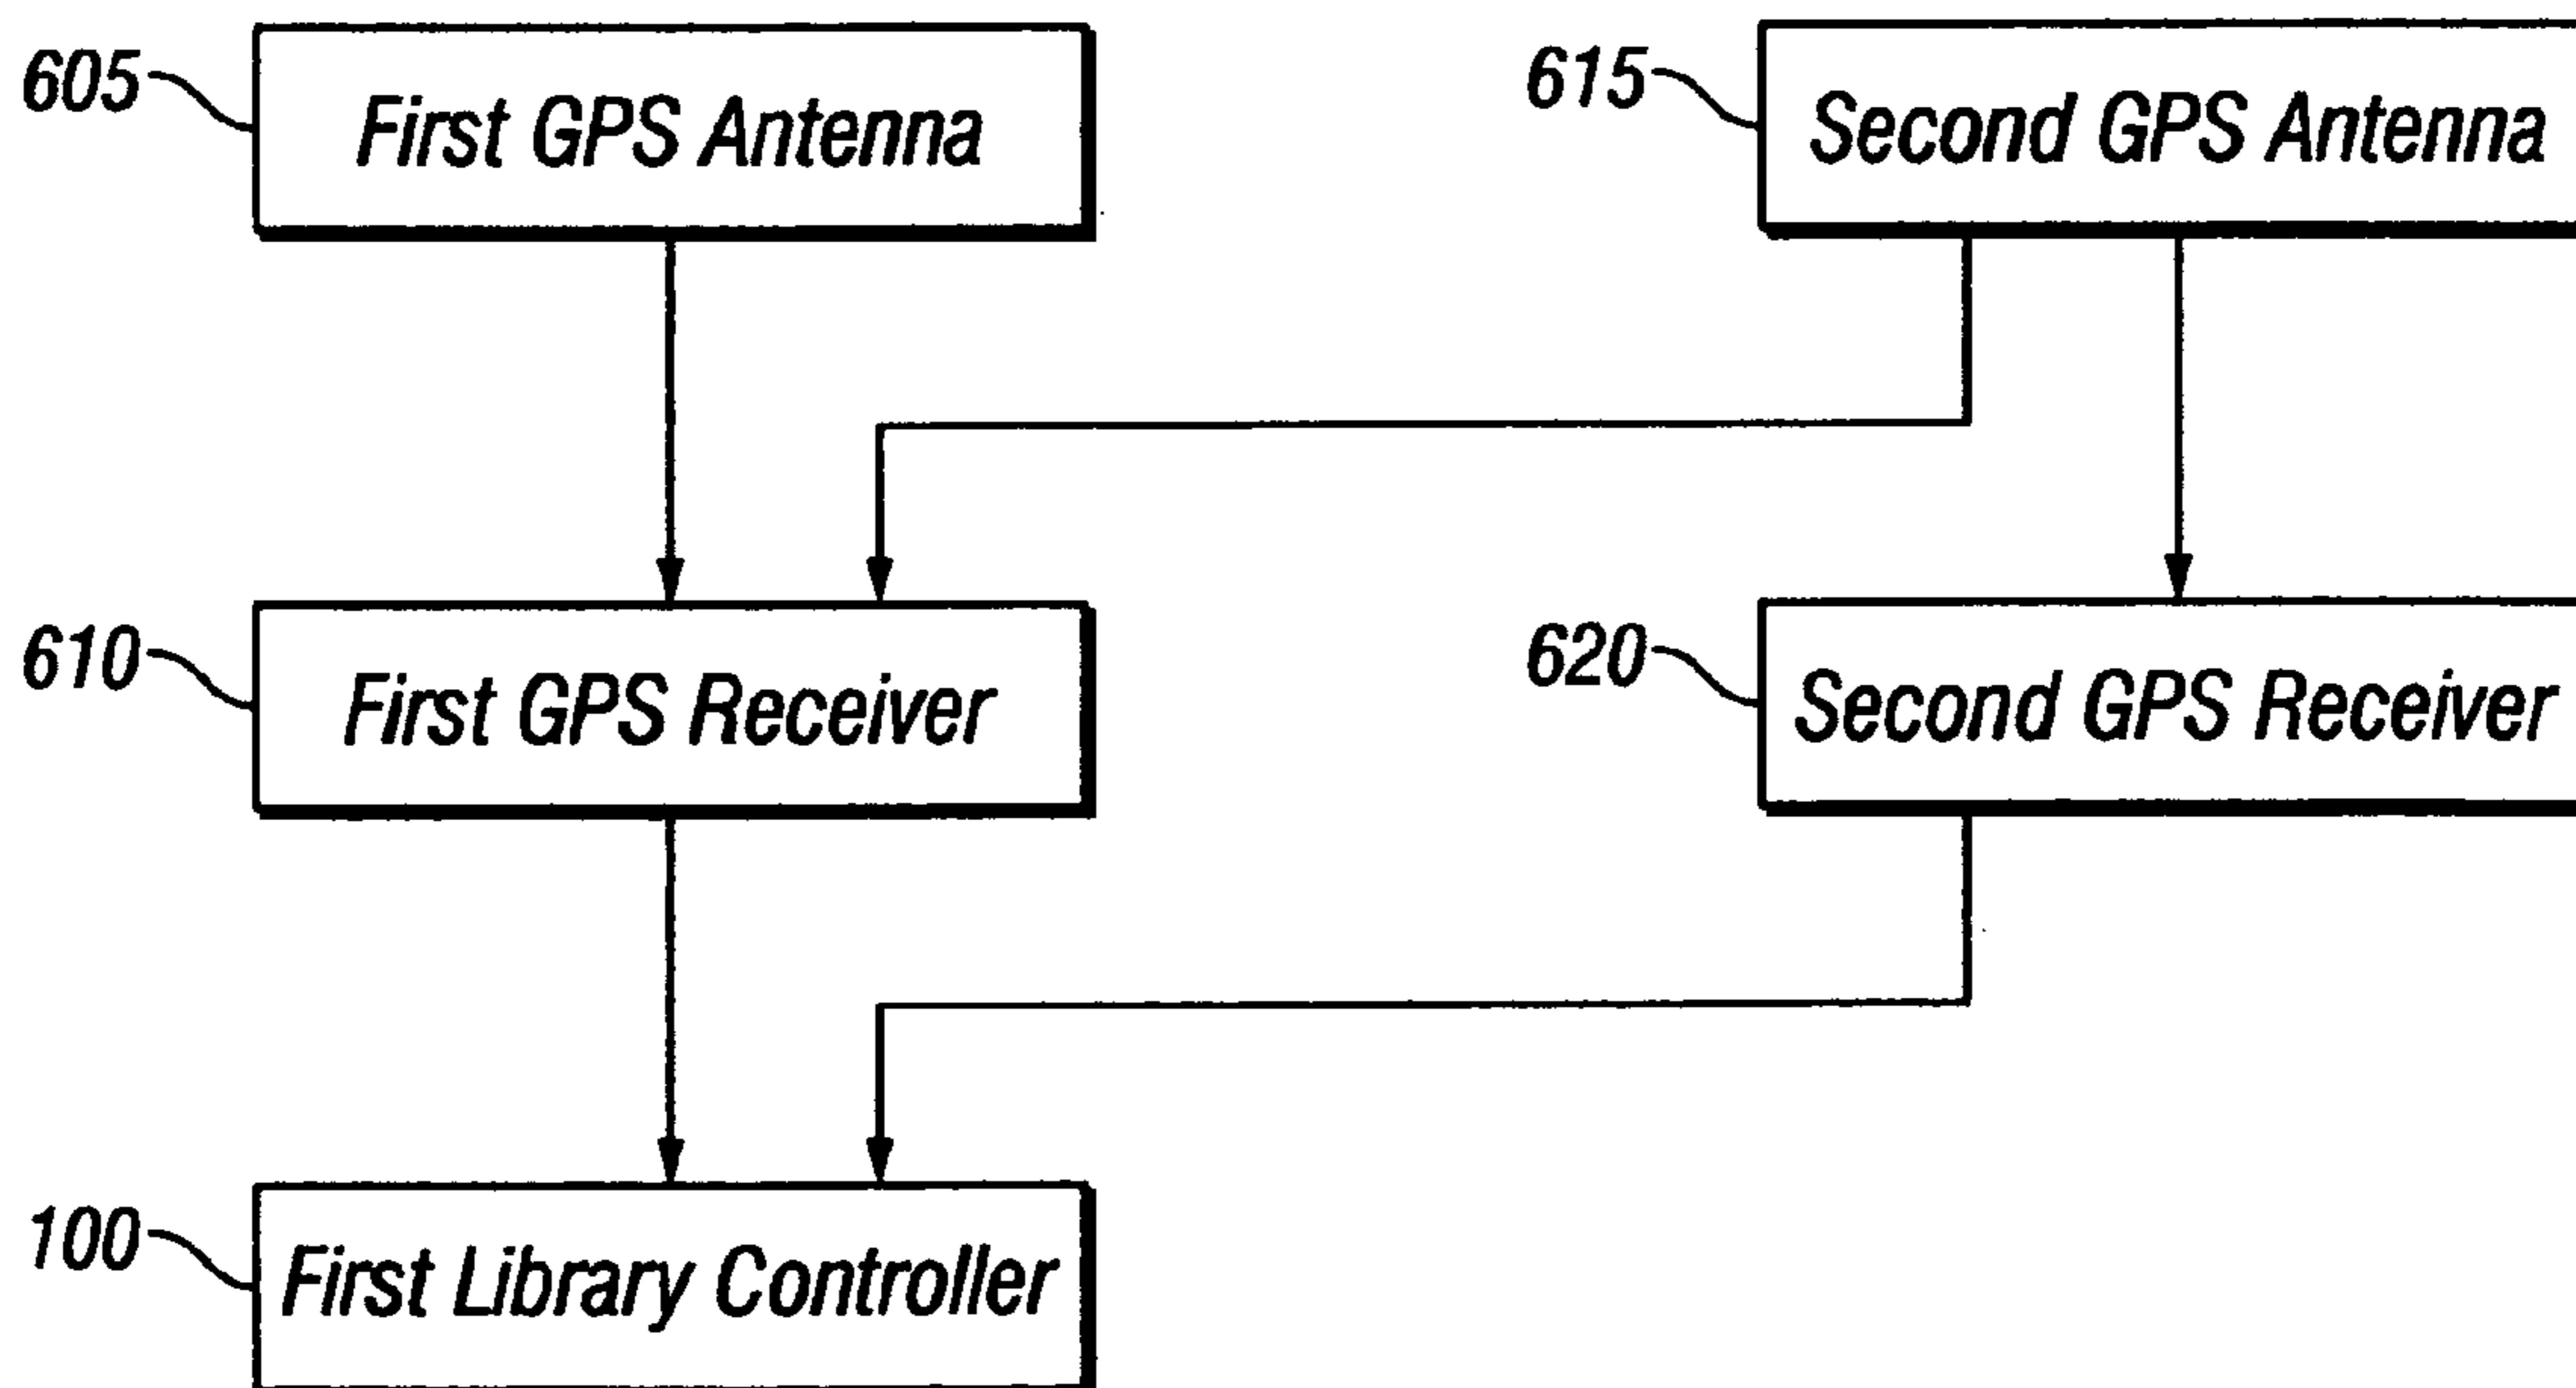 605
First GPS Antenna
615
Second GPS Antenna
610
First GPS Receiver
620
Second GPS Receiver
100
First Library Controller